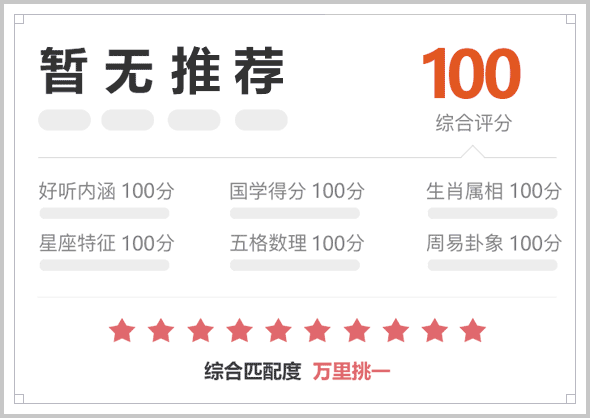 暂无推荐
100
综合评分
好听内涵 100分 国学得分 100分 生肖属相 100分
星座特征 100分 五格数理 100分 周易卦象 100分
综合匹配度 万里挑一